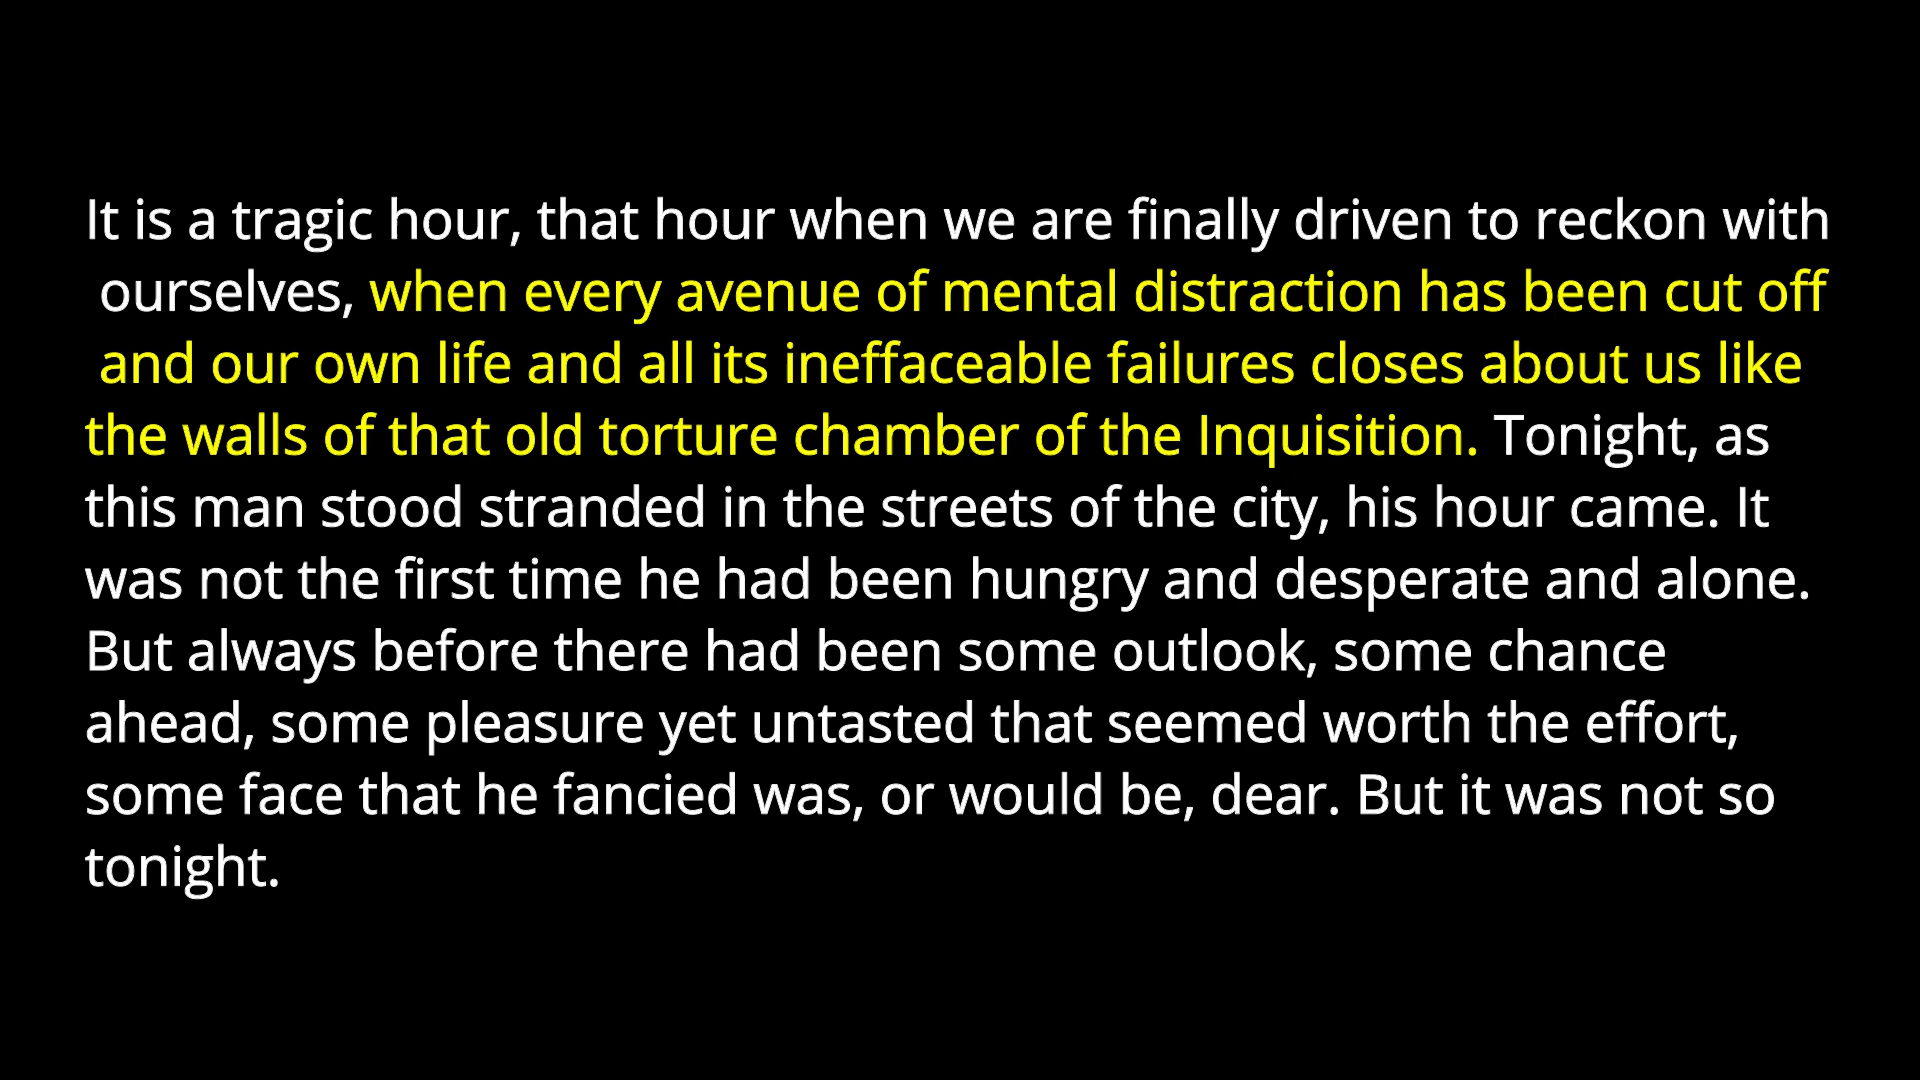 It is a tragic hour, that hour when we are finally driven to reckon with
ourselves, when every avenue of mental distraction has been cut off
and our own life and all its ineffaceable failures closes about us like
the walls of that old torture chamber of the Inquisition. Tonight, as
this man stood stranded in the streets of the city, his hour came. It
was not the first time he had been hungry and desperate and alone.
But always before there had been some outlook, some chance
ahead, some pleasure yet untasted that seemed worth the effort,
some face that he fancied was, or would be, dear. But it was not so
tonight.